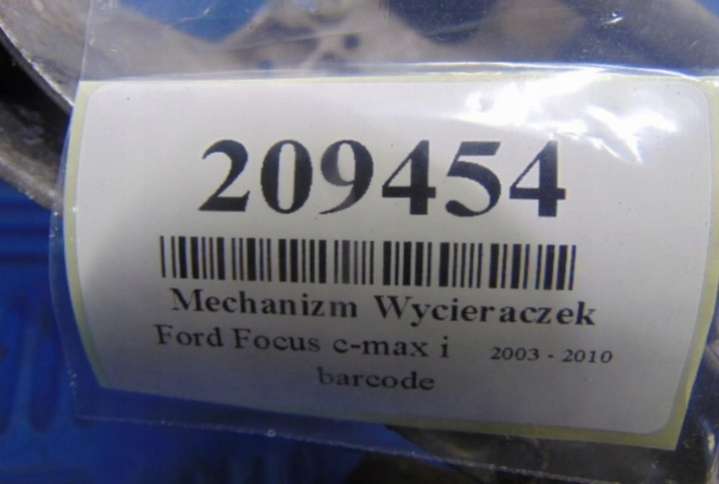 209454
Mechanizm Wycieraczek
Ford Focus c-max i 2003 - 2010
barcode